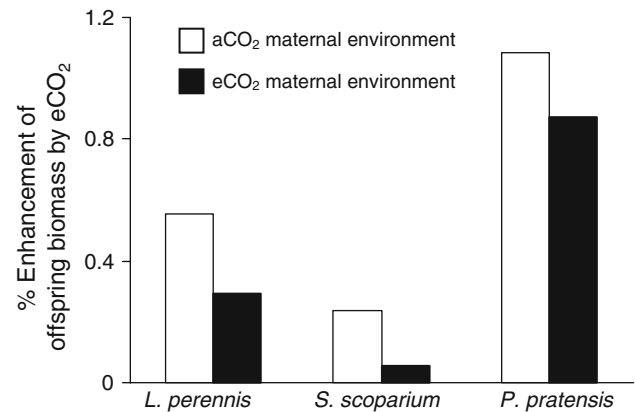 % Enhancement of
offspring biomass by eCO₂
1.2
0.8
0.4
0
aCO₂ maternal environment
eCO₂ maternal environment
L. perennis
S. scoparium
P. pratensis